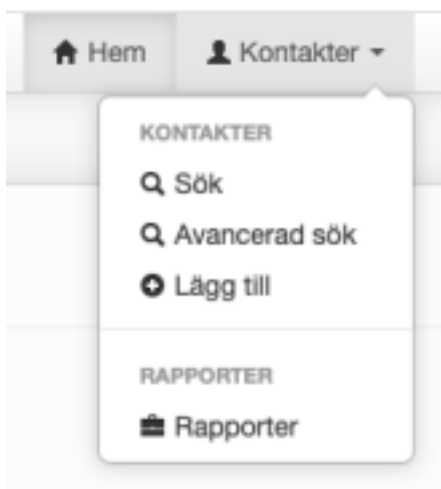 Hem Kontakter
KONTAKTER
Sök
Avancerad sök
Lägg till
RAPPORTER
Rapporter